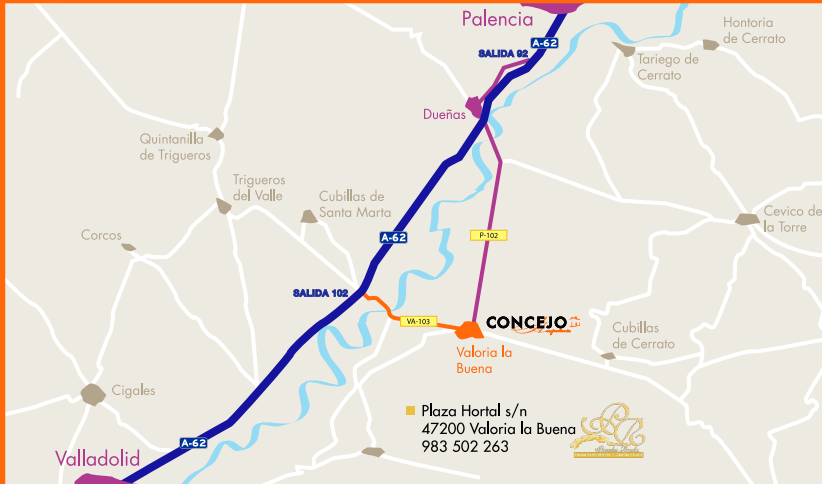 Palencia
A-62
SALIDA 92
Hontoria
de Cerrato
Tariego de
Cerrato
Dueñas
Quintanilla
de Trigueros
Trigueros
del Valle
Cubillas de
Santa Marta
Cevico de
la Torre
Corcos
A-62
P-102
SALIDA 102
VA-103
CONCEJO
Valoria la
Buena
Cubillas
de Cerrato
Cigales
Plaza Hortal s/n
47200 Valoria la Buena
983 502 263
A-62
Valladolid